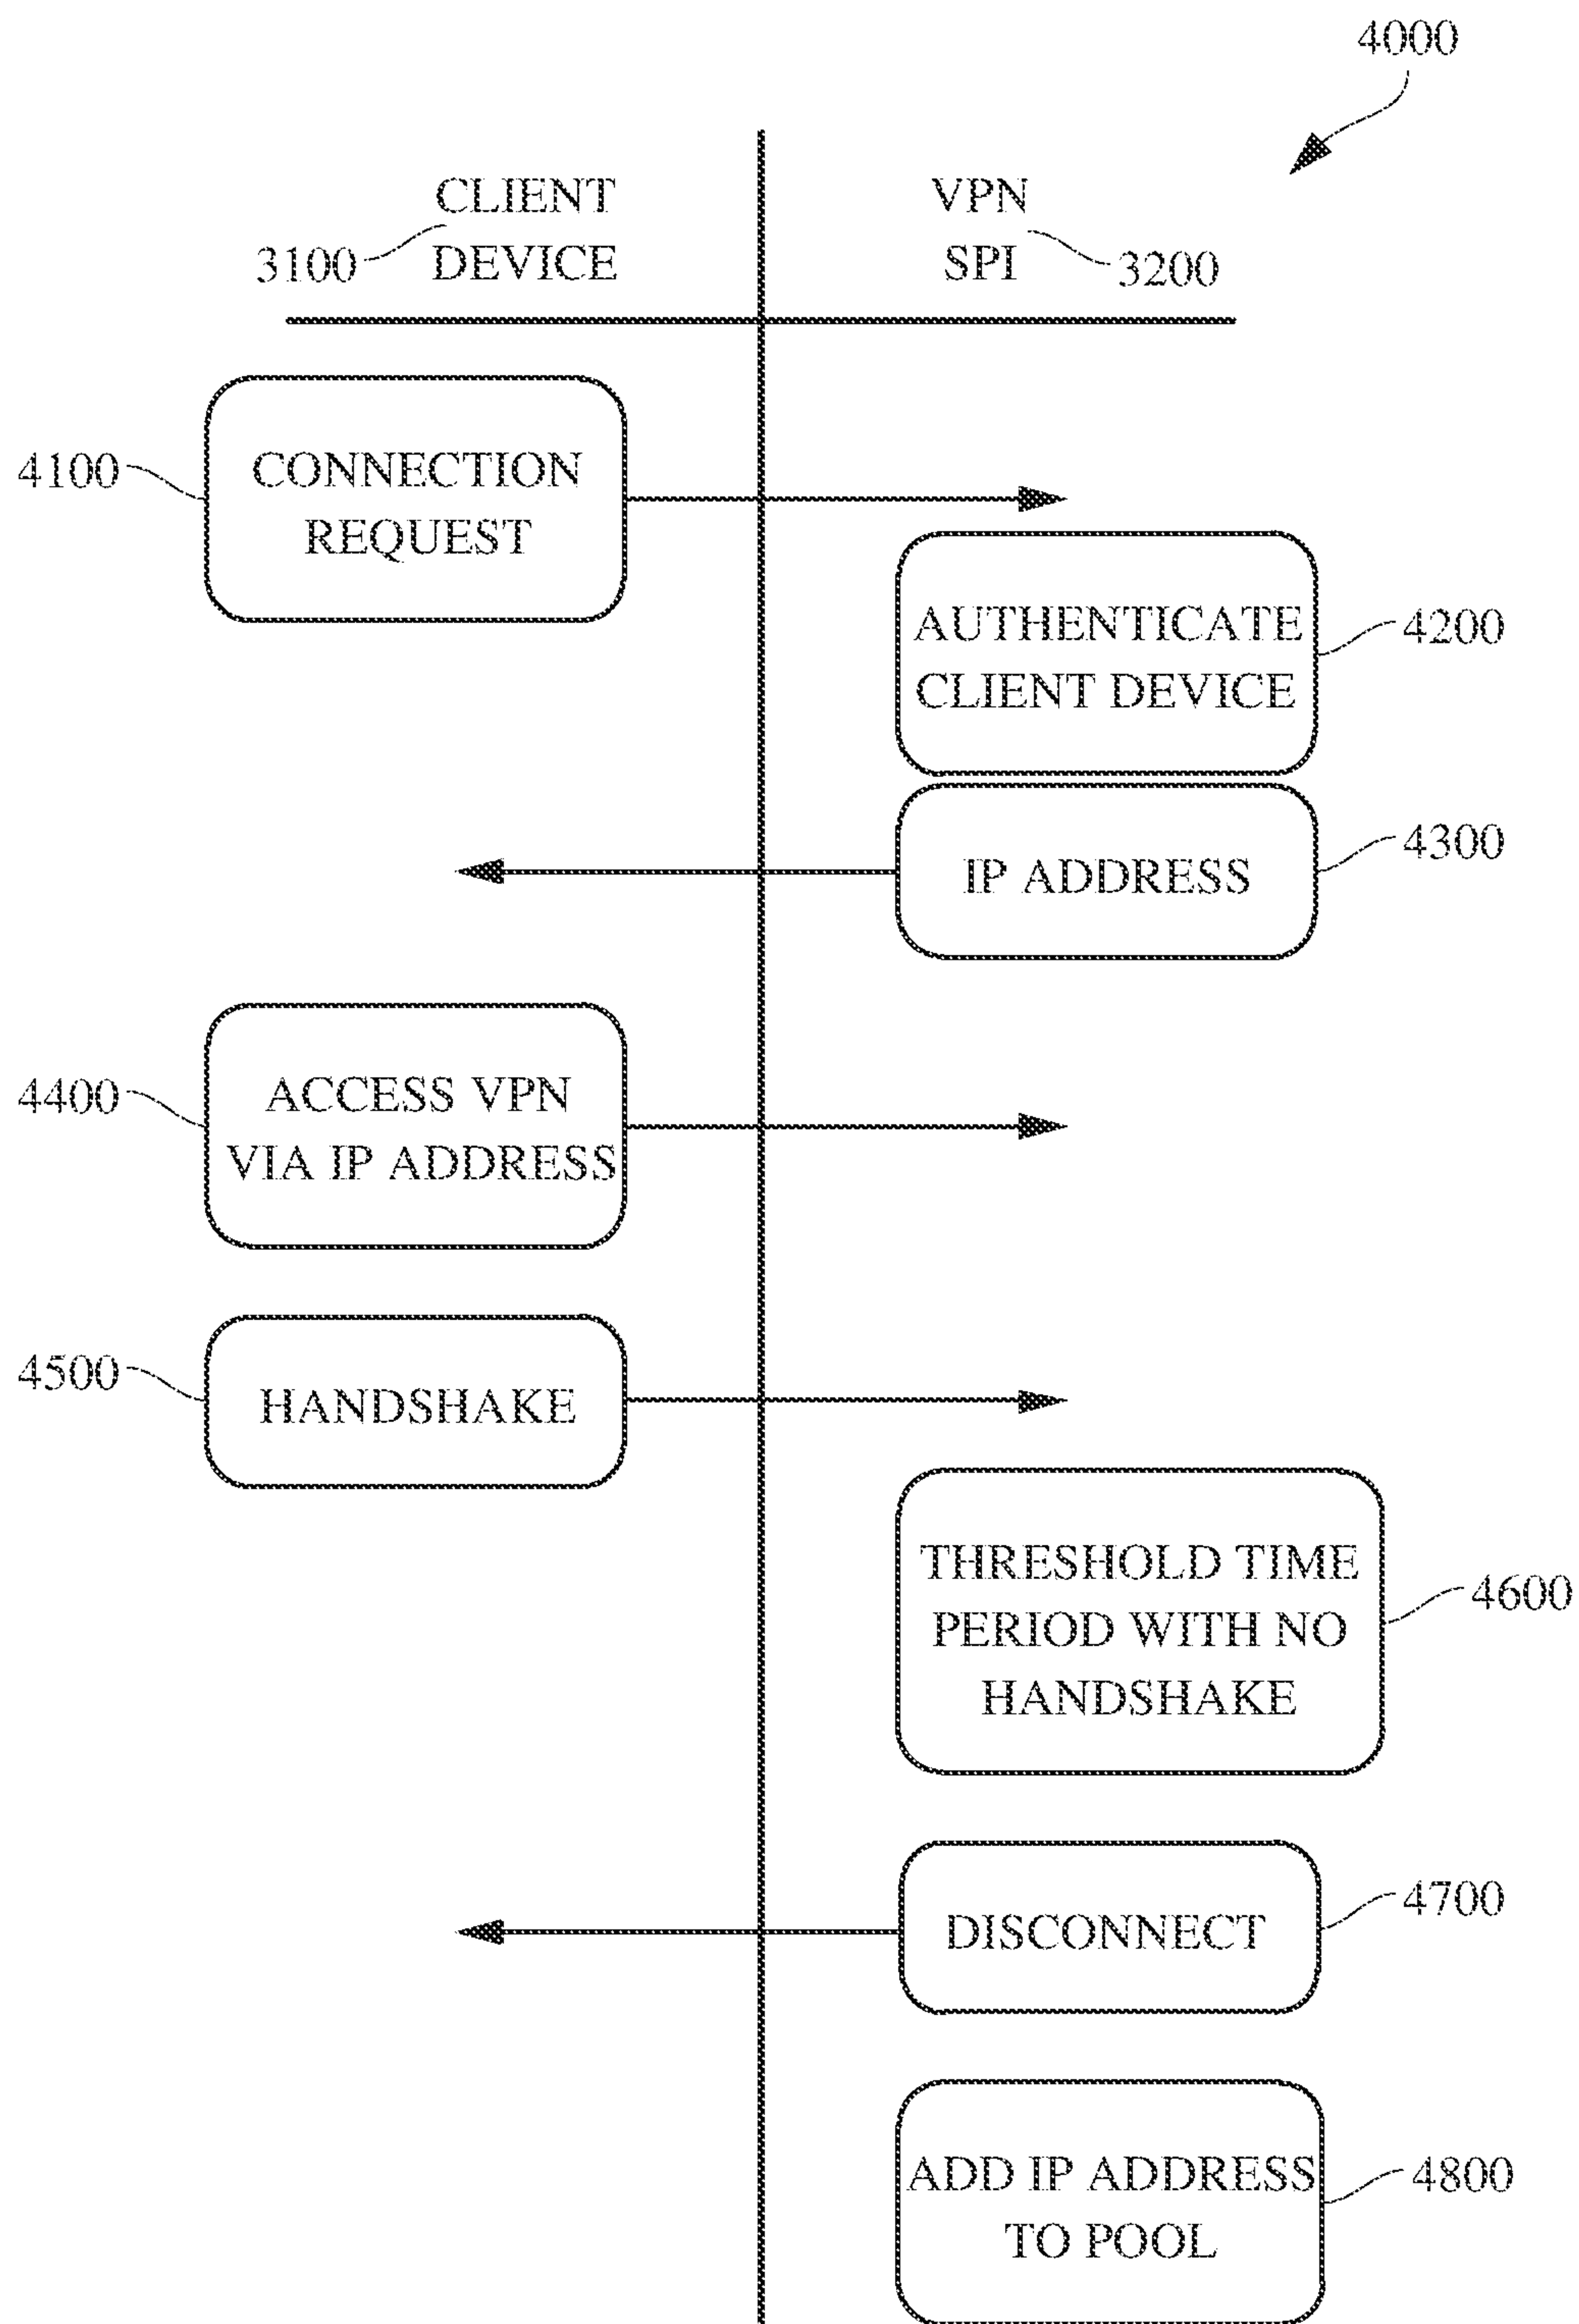 4000
CLIENT
DEVICE
3100
VPN
SPI
3200
4100
CONNECTION
REQUEST
AUTHENTICATE
CLIENT DEVICE
4200
IP ADDRESS
4300
4400
ACCESS VPN
VIA IP ADDRESS
4500
HANDSHAKE
THRESHOLD TIME
PERIOD WITH NO
HANDSHAKE
4600
DISCONNECT
4700
ADD IP ADDRESS
TO POOL
4800